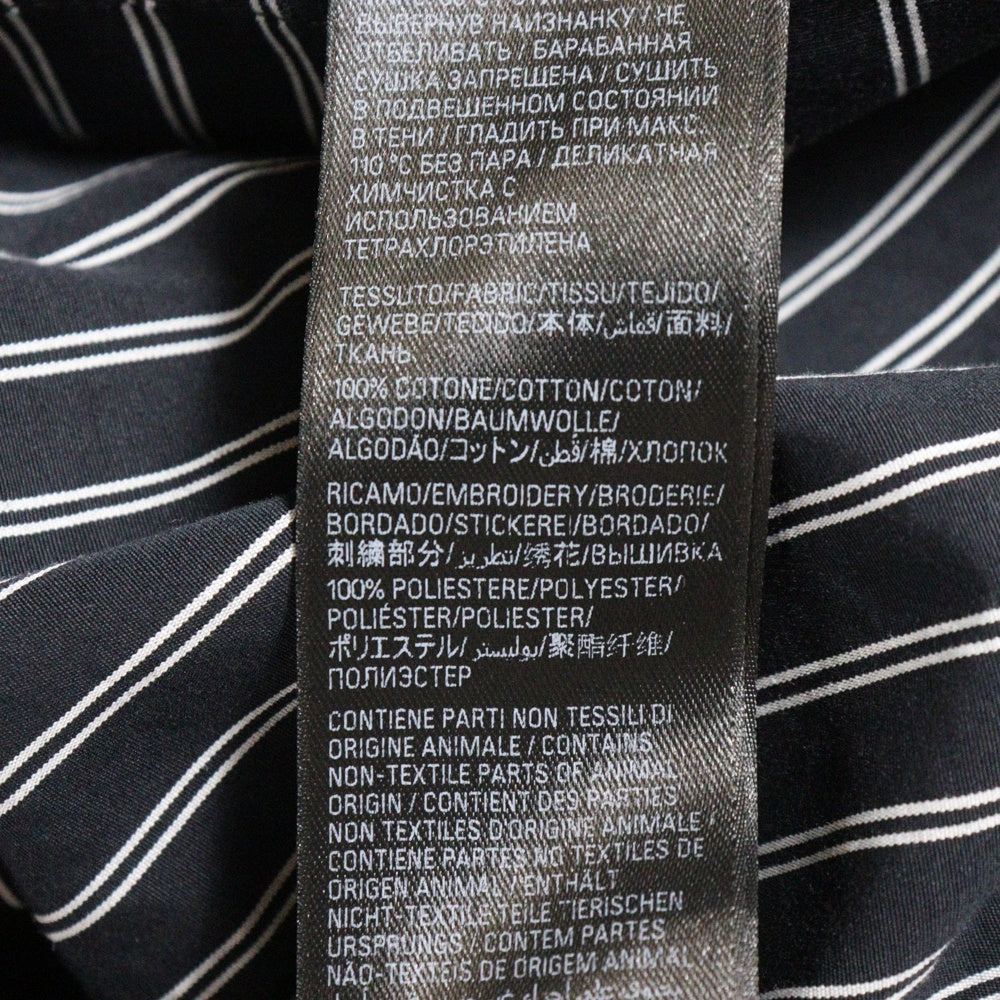 ВЫВЕРНУВ НАИЗНАНКУ / НЕ
ОТБЕЛИВАТЬ / БАРАБАННАЯ
СУШКА ЗАПРЕЩЕНА / СУШИТЬ
В ПОДВЕШЕННОМ СОСТОЯНИИ
В ТЕНИ / ГЛАДИТЬ ПРИ МАКС.
110 °C БЕЗ ПАРА / ДЕЛИКАТНАЯ
ХИМЧИСТКА С
ИСПОЛЬЗОВАНИЕМ
ТЕТРАХЛОРЭТИЛЕНА
TESSUTO/FABRIC/TISSU/TEJIDO/
GEWEBE/TECIDO/本体/قماش/面料/
ТКАНЬ
100% COTONE/COTTON/COTON/
ALGODON/BAUMWOLLE/
ALGODÃO/コットン/قطن/棉/ХЛОПОК
RICAMO/EMBROIDERY/BRODERIE/
BORDADO/STICKEREI/BORDADO/
刺繍部分/تطريز/绣花/ВЫШИВКА
100% POLIESTERE/POLYESTER/
POLIÉSTER/POLIESTER/
ポリエステル/بوليستر/聚酯纤维/
ПОЛИЭСТЕР
CONTIENE PARTI NON TESSILI DI
ORIGINE ANIMALE / CONTAINS
NON-TEXTILE PARTS OF ANIMAL
ORIGIN / CONTIENT DES PARTIES
NON TEXTILES D'ORIGINE ANIMALE
CONTIENE PARTES NO TEXTILES DE
ORIGEN ANIMAL / ENTHÄLT
NICHT-TEXTILE TEILE TIERISCHEN
URSPRUNGS / CONTÉM PARTES
NÃO-TEXTEIS DE ORIGEM ANIMAL